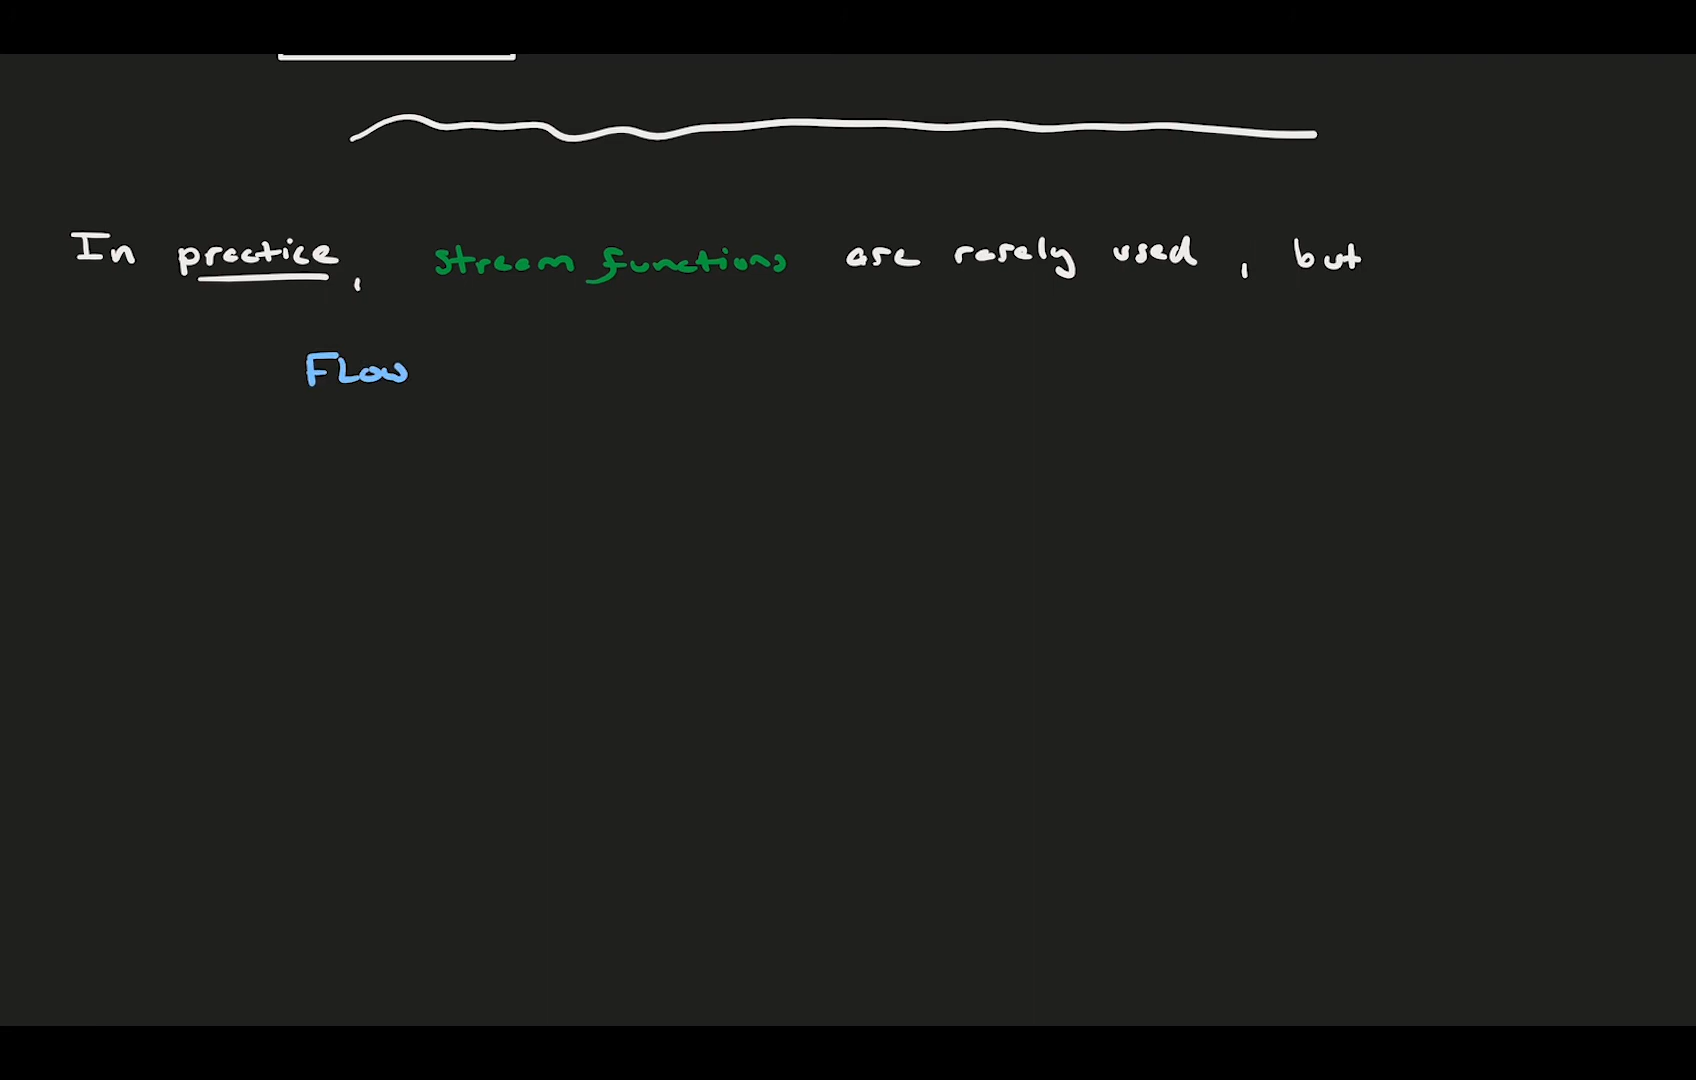 In practice, stream functions are rarely used, but
FLow